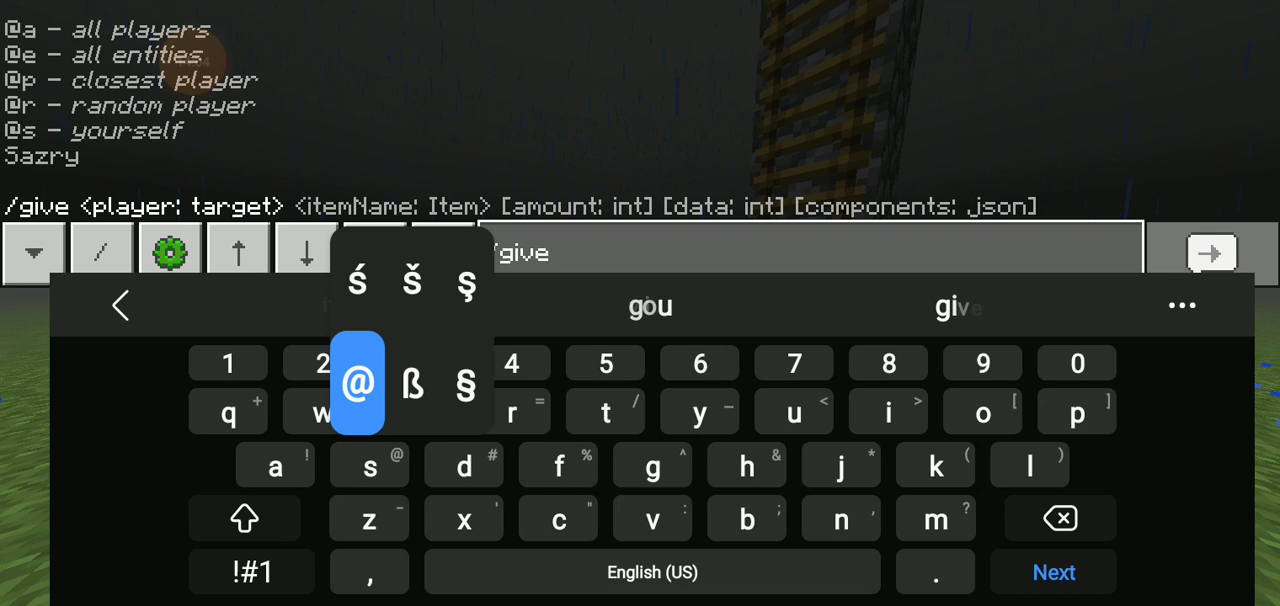 @a - all players
@e - all entities
@p - closest player
@r - random player
@s - yourself
Sazry
/give <player: target> <itemName: Item> [amount: int] [data: int] [components: json]
/
/give
ś š ş
gou give
1 2 4 5 6 7 8 9 0
@ ß §
q + w r = t / y _ u < i > o [ p ]
a ! s @ d # f % g ^ h & j * k ( l )
z - x ' c " v : b ; n , m ?
!#1 , English (US) . Next